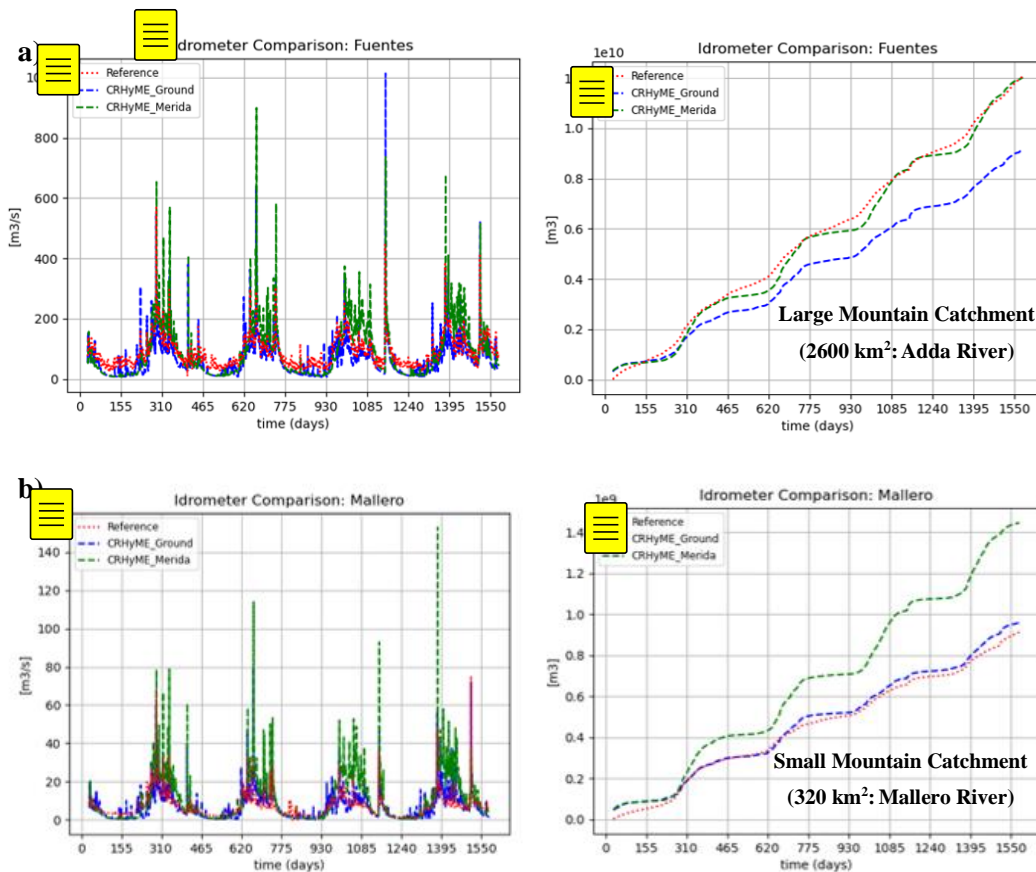 a)
Idrometer Comparison: Fuentes
Reference
CRHyME_Ground
CRHyME_Merida
[m3/s]
800
600
400
200
0
0 155 310 465 620 775 930 1085 1240 1395 1550
time (days)
Idrometer Comparison: Fuentes
1e10
Reference
CRHyME_Ground
CRHyME_Merida
[m3]
1.0
0.8
0.6
0.4
0.2
0.0
Large Mountain Catchment
(2600 km²: Adda River)
0 155 310 465 620 775 930 1085 1240 1395 1550
time (days)
b)
Idrometer Comparison: Mallero
Reference
CRHyME_Ground
CRHyME_Merida
[m3/s]
140
120
100
80
60
40
20
0
0 155 310 465 620 775 930 1085 1240 1395 1550
time (days)
Idrometer Comparison: Mallero
1e9
Reference
CRHyME_Ground
CRHyME_Merida
[m3]
1.4
1.2
1.0
0.8
0.6
0.4
0.2
0.0
Small Mountain Catchment
(320 km²: Mallero River)
0 155 310 465 620 775 930 1085 1240 1395 1550
time (days)